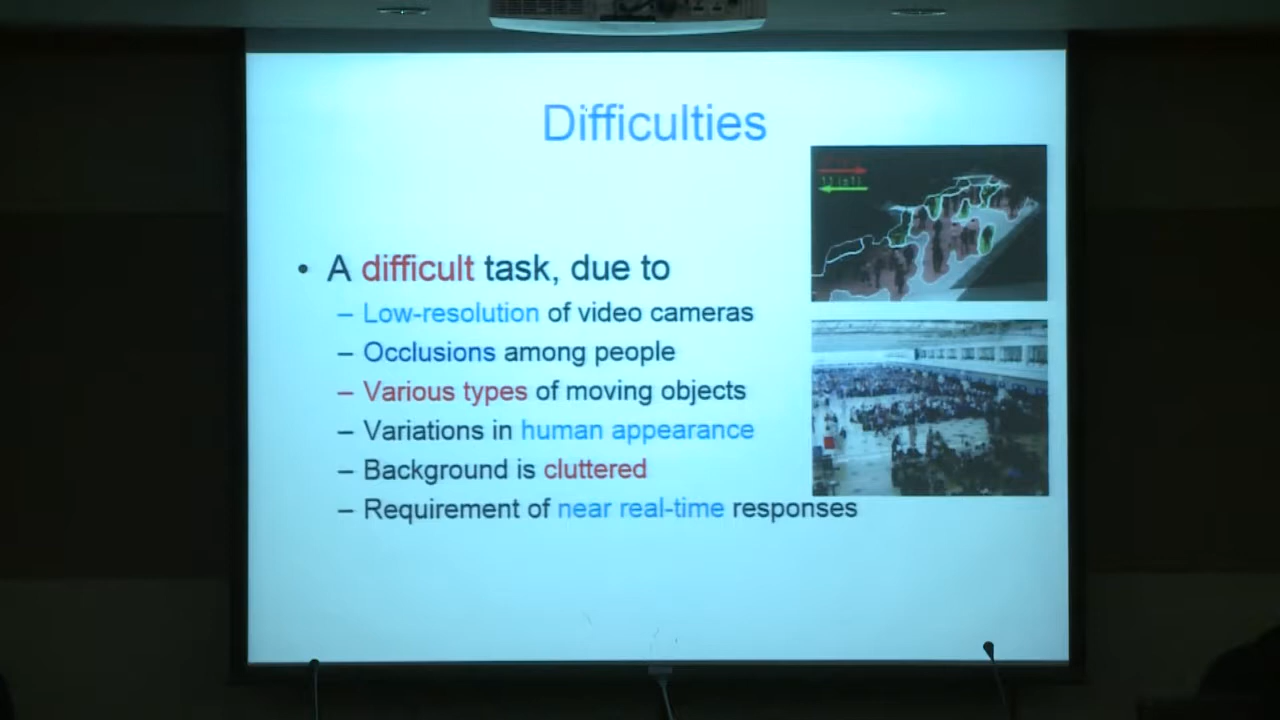 Difficulties
• A difficult task, due to
– Low-resolution of video cameras
– Occlusions among people
– Various types of moving objects
– Variations in human appearance
– Background is cluttered
– Requirement of near real-time responses